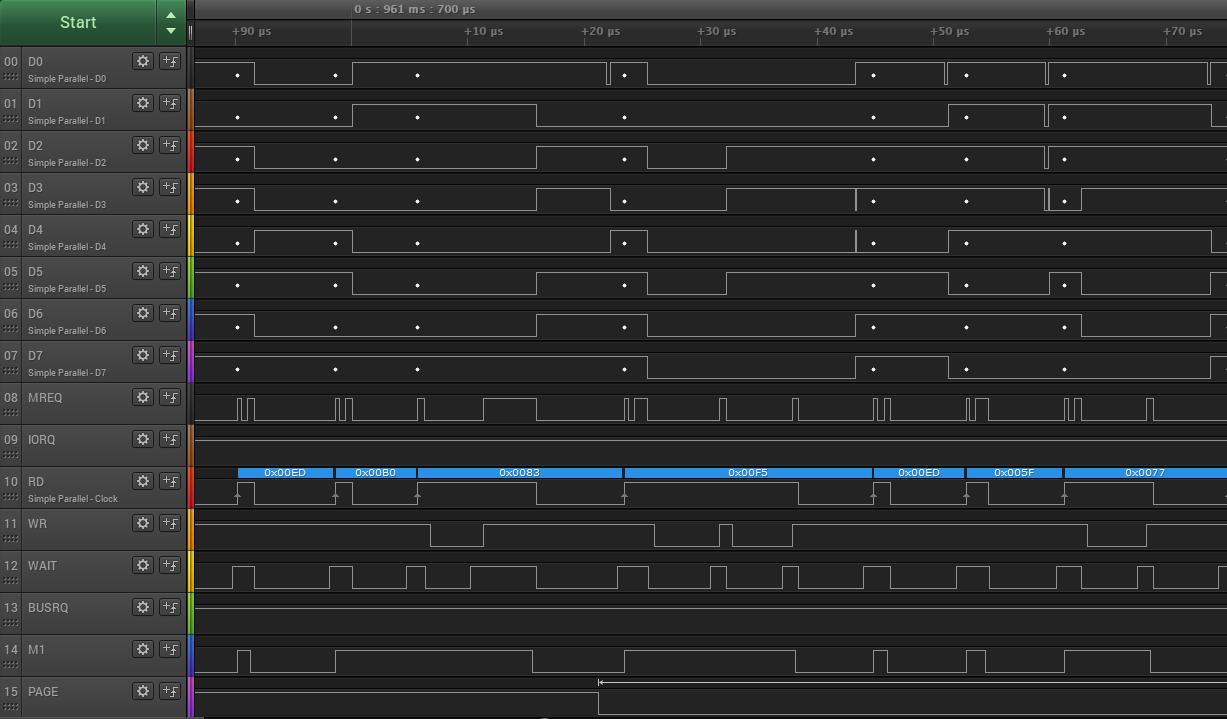 Start
0 s : 961 ms : 700 µs
+90 µs +10 µs +20 µs +30 µs +40 µs +50 µs +60 µs +70 µs
00 D0
Simple Parallel - D0
01 D1
Simple Parallel - D1
02 D2
Simple Parallel - D2
03 D3
Simple Parallel - D3
04 D4
Simple Parallel - D4
05 D5
Simple Parallel - D5
06 D6
Simple Parallel - D6
07 D7
Simple Parallel - D7
08 MREQ
09 IORQ
0x00ED 0x00B0 0x0083 0x00F5 0x00ED 0x005F 0x0077
10 RD
Simple Parallel - Clock
11 WR
12 WAIT
13 BUSRQ
14 M1
15 PAGE